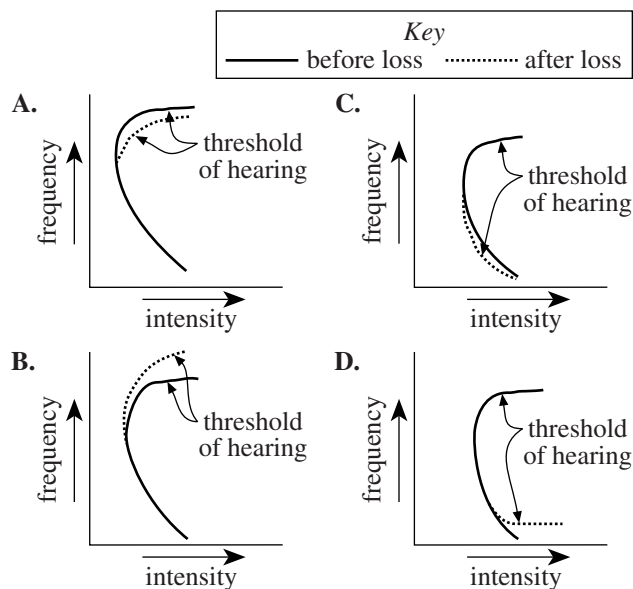 Key
before loss
after loss
A.
frequency
threshold
of hearing
intensity
B.
frequency
threshold
of hearing
intensity
C.
frequency
threshold
of hearing
intensity
D.
frequency
threshold
of hearing
intensity